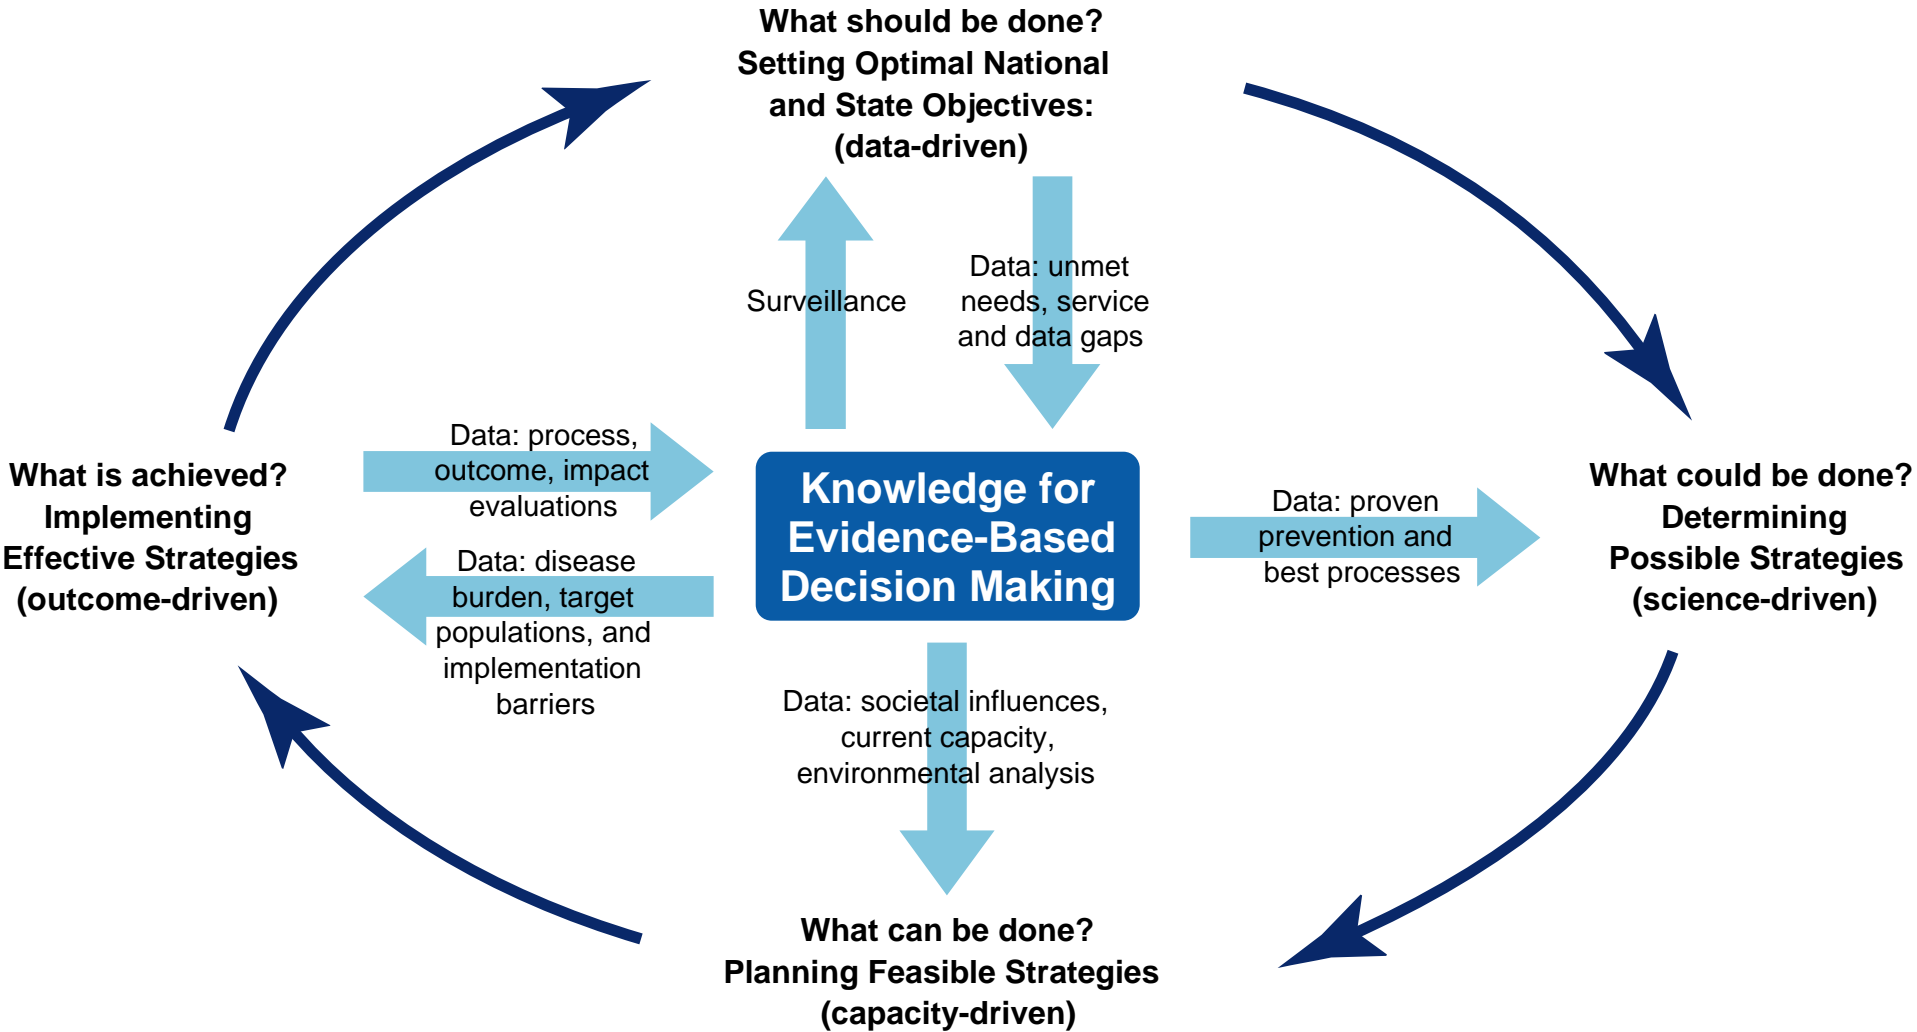 What should be done?
Setting Optimal National
and State Objectives:
(data-driven)
Surveillance
Data: unmet
needs, service
and data gaps
What is achieved?
Implementing
Effective Strategies
(outcome-driven)
Data: process,
outcome, impact
evaluations
Data: disease
burden, target
populations, and
implementation
barriers
Knowledge for
Evidence-Based
Decision Making
Data: proven
prevention and
best processes
What could be done?
Determining
Possible Strategies
(science-driven)
Data: societal influences,
current capacity,
environmental analysis
What can be done?
Planning Feasible Strategies
(capacity-driven)